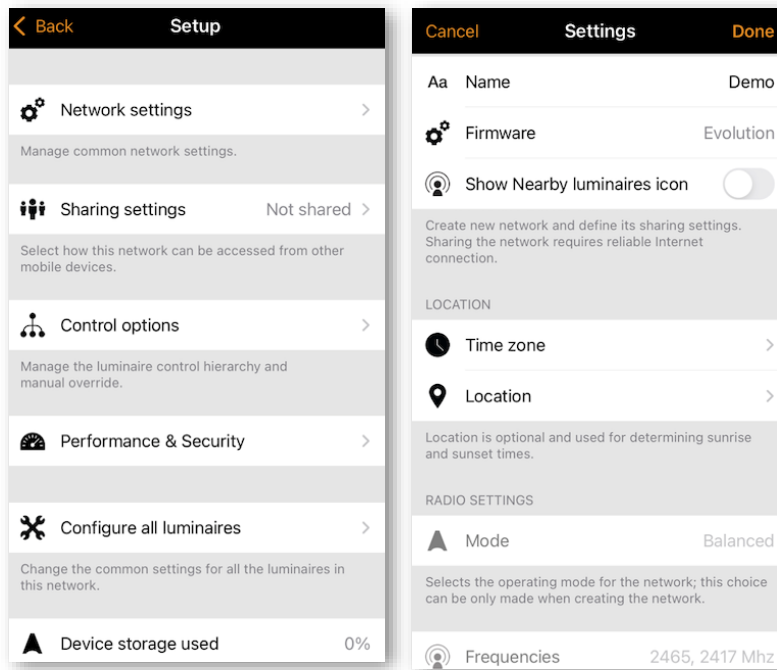 Back
Setup
Network settings
Manage common network settings.
Sharing settings
Not shared
Select how this network can be accessed from other
mobile devices.
Control options
Manage the luminaire control hierarchy and
manual override.
Performance & Security
Configure all luminaires
Change the common settings for all the luminaires in
this network.
Device storage used
0%
Cancel
Settings
Done
Aa
Name
Demo
Firmware
Evolution
Show Nearby luminaires icon
Create new network and define its sharing settings.
Sharing the network requires reliable Internet
connection.
LOCATION
Time zone
Location
Location is optional and used for determining sunrise
and sunset times.
RADIO SETTINGS
Mode
Balanced
Selects the operating mode for the network; this choice
can be only made when creating the network.
Frequencies
2465, 2417 Mhz